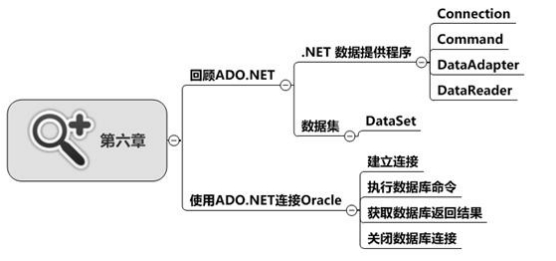 第六章
回顾ADO.NET
.NET 数据提供程序
Connection
Command
DataAdapter
DataReader
数据集
DataSet
使用ADO.NET连接Oracle
建立连接
执行数据库命令
获取数据库返回结果
关闭数据库连接